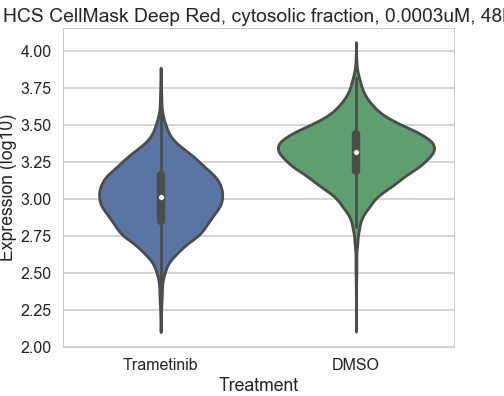 HCS CellMask Deep Red, cytosolic fraction, 0.0003uM, 48
Expression (log10)
4.00
3.75
3.50
3.25
3.00
2.75
2.50
2.25
2.00
Trametinib
DMSO
Treatment